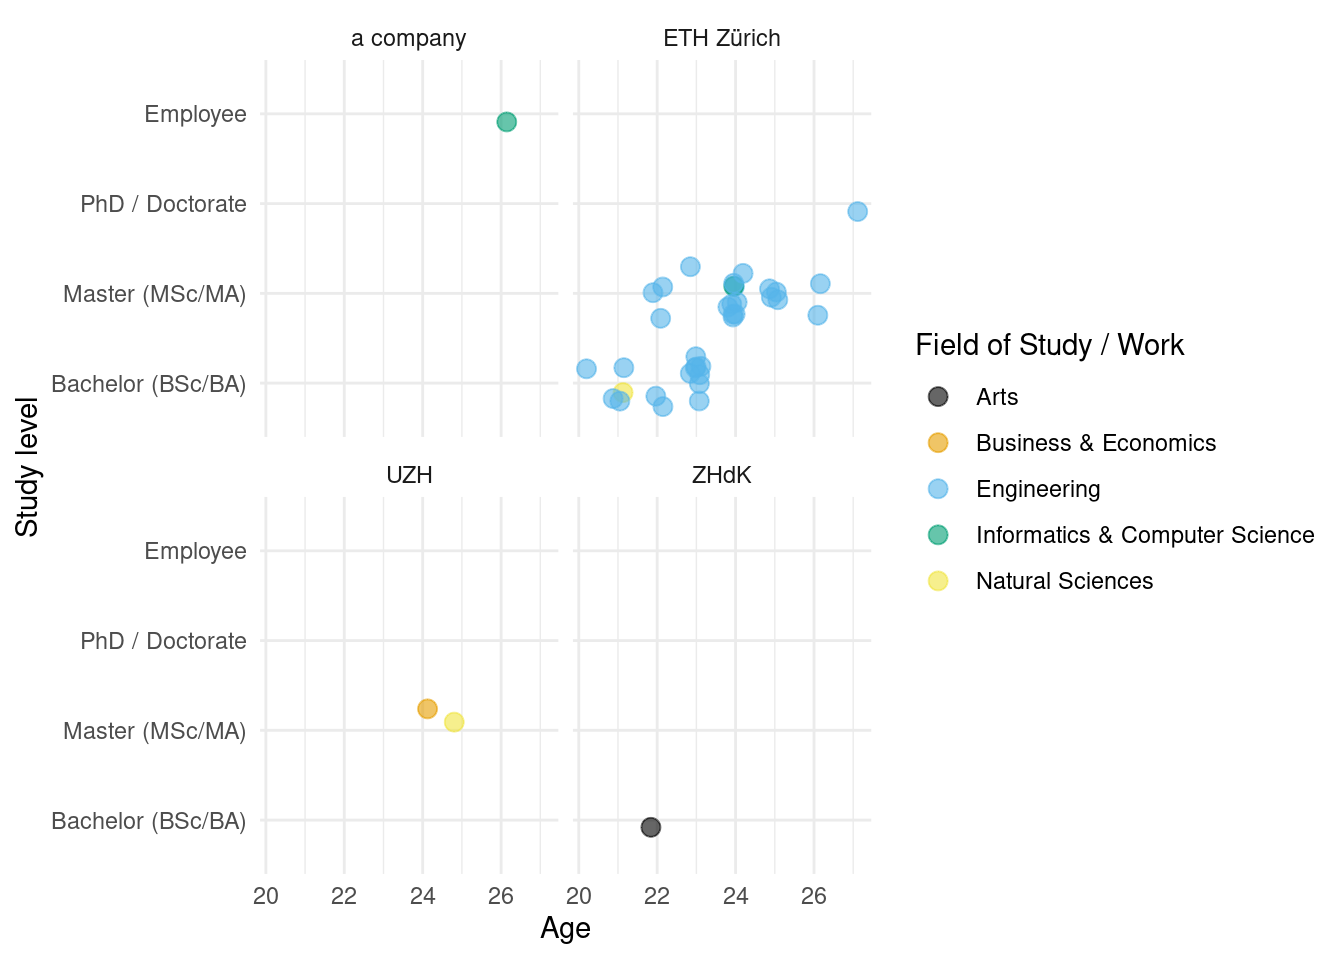 a company
ETH Zürich
Employee
PhD / Doctorate
Master (MSc/MA)
Bachelor (BSc/BA)
UZH
ZHdK
Employee
PhD / Doctorate
Master (MSc/MA)
Bachelor (BSc/BA)
20 22 24 26 20 22 24 26
Age
Study level
Field of Study / Work
Arts
Business & Economics
Engineering
Informatics & Computer Science
Natural Sciences